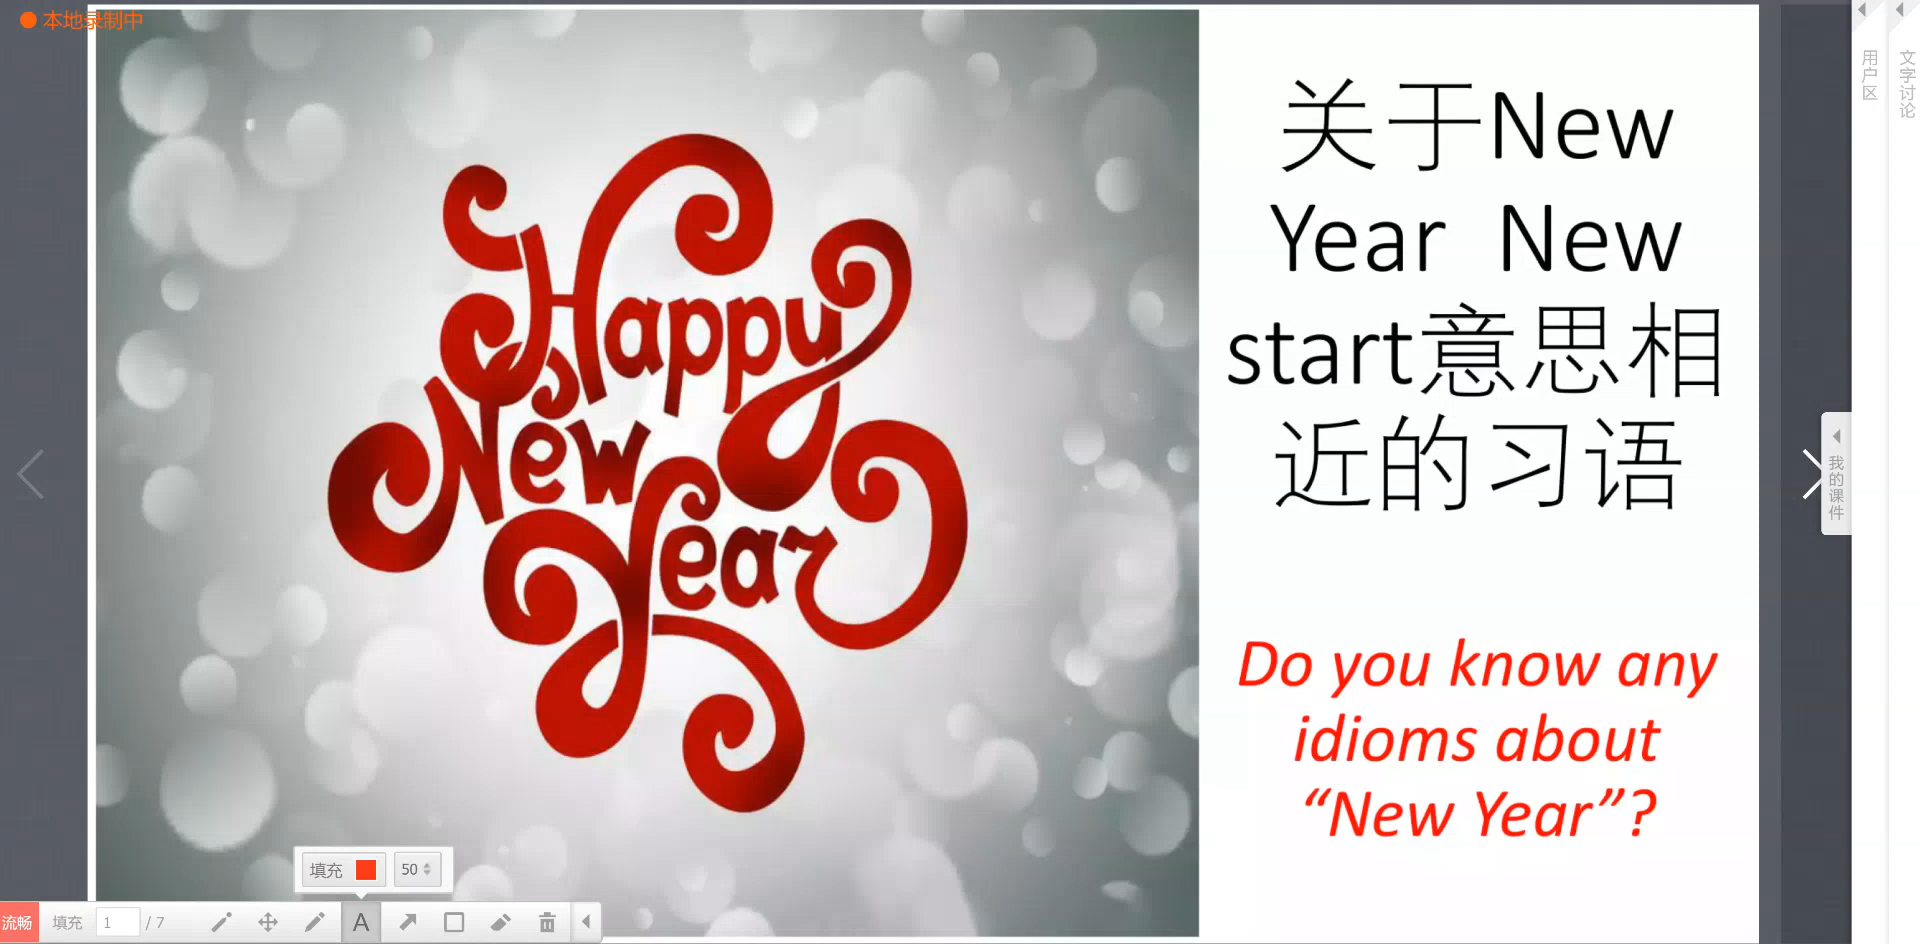 本地录制中
Happy
New
Year
关于New
Year New
start意思相
近的习语
Do you know any
idioms about
“New Year”?
用户区
文字讨论
我的课件
填充 50
流畅 填充 1 / 7 A